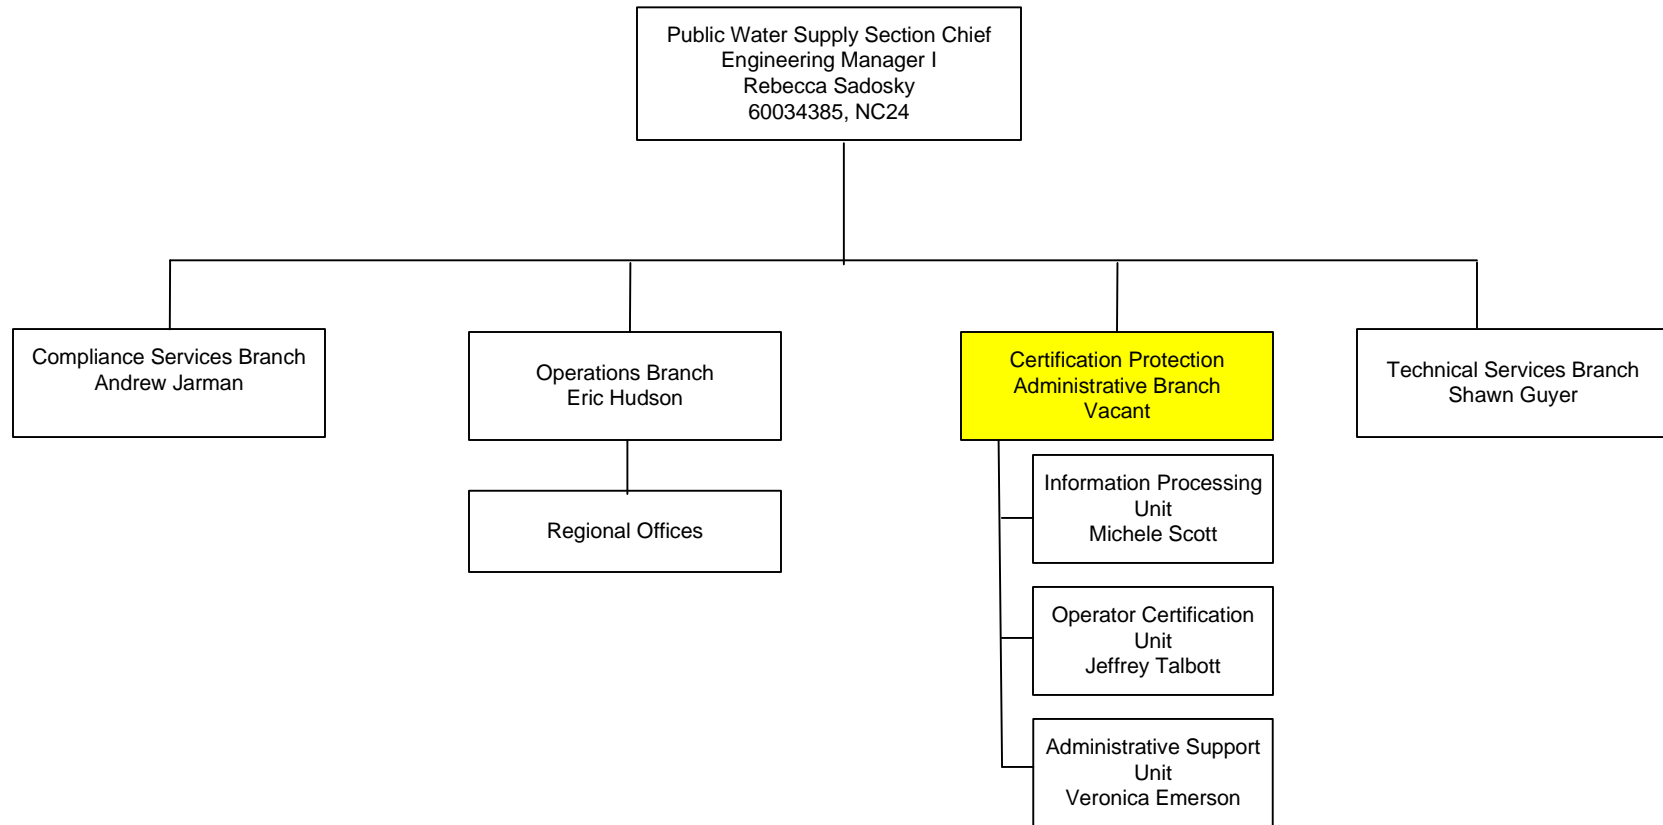 Public Water Supply Section Chief
Engineering Manager I
Rebecca Sadosky
60034385, NC24
Compliance Services Branch
Andrew Jarman
Operations Branch
Eric Hudson
Certification Protection
Administrative Branch
Vacant
Technical Services Branch
Shawn Guyer
Regional Offices
Information Processing
Unit
Michele Scott
Operator Certification
Unit
Jeffrey Talbott
Administrative Support
Unit
Veronica Emerson